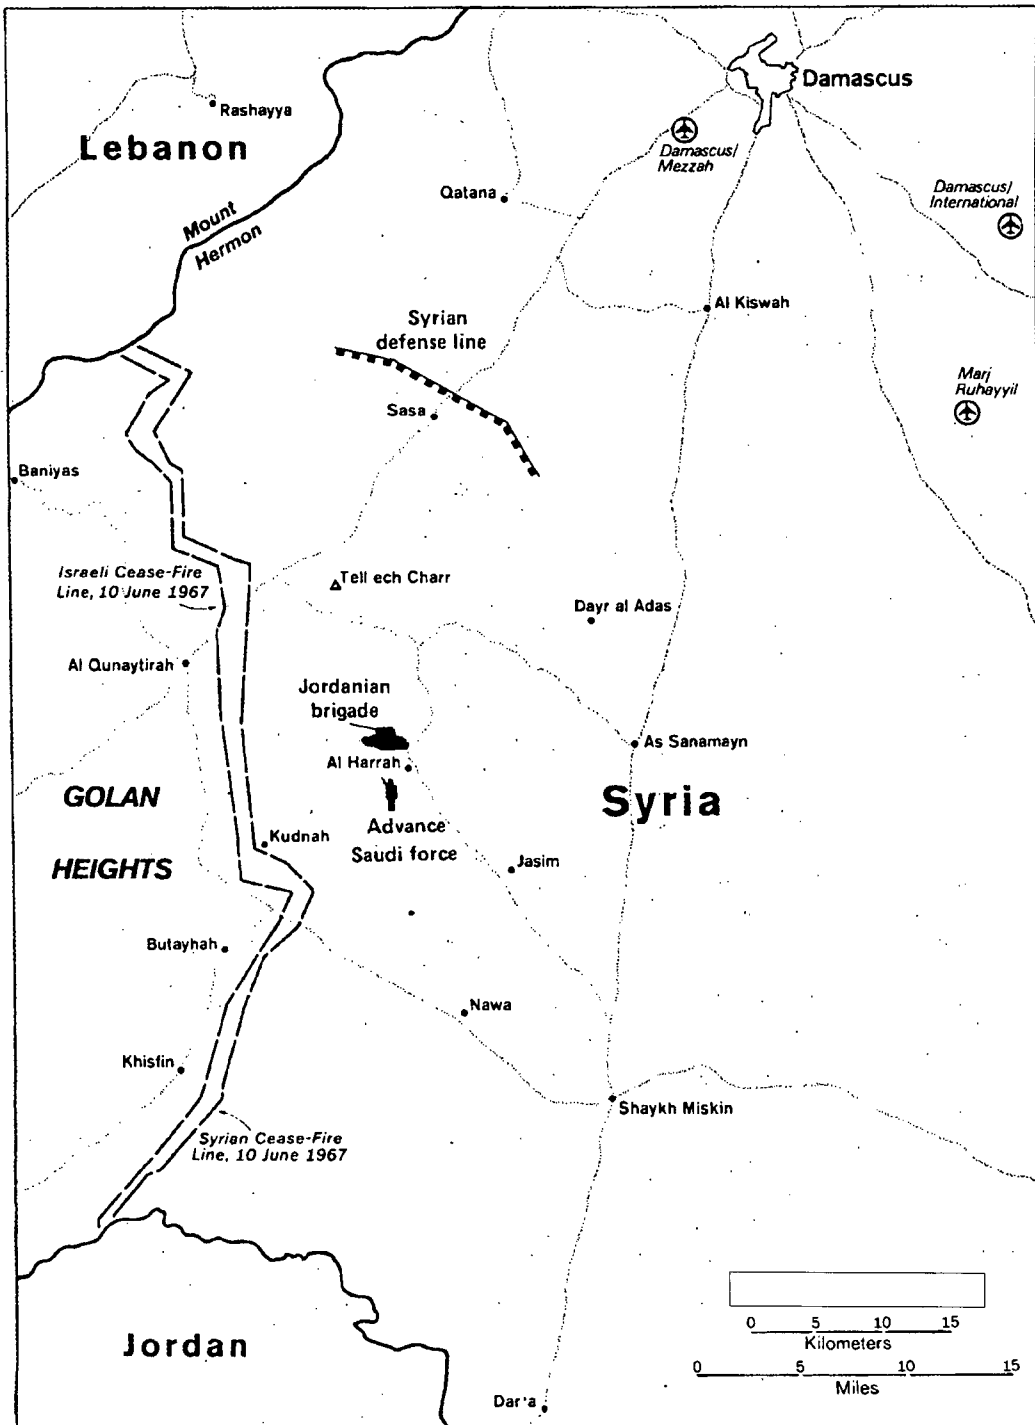 Damascus
Rashayya
Lebanon
Damascus/
Mezzah
Damascus/
International
Qatana
Mount
Hermon
Al Kiswah
Syrian
defense line
Marj
Ruhayyil
Sasa
Baniyas
Israeli Cease-Fire
Line, 10 June 1967
Tell ech Charr
Dayr al Adas
Al Qunaytirah
Jordanian
brigade
As Sanamayn
Al Harrah
GOLAN
HEIGHTS
Syria
Advance
Saudi force
Kudnah
Jasim
Butayhah
Nawa
Khisfin
Shaykh Miskin
Syrian Cease-Fire
Line, 10 June 1967
Jordan
0 5 10 15
Kilometers
0 5 10 15
Miles
Dar'a